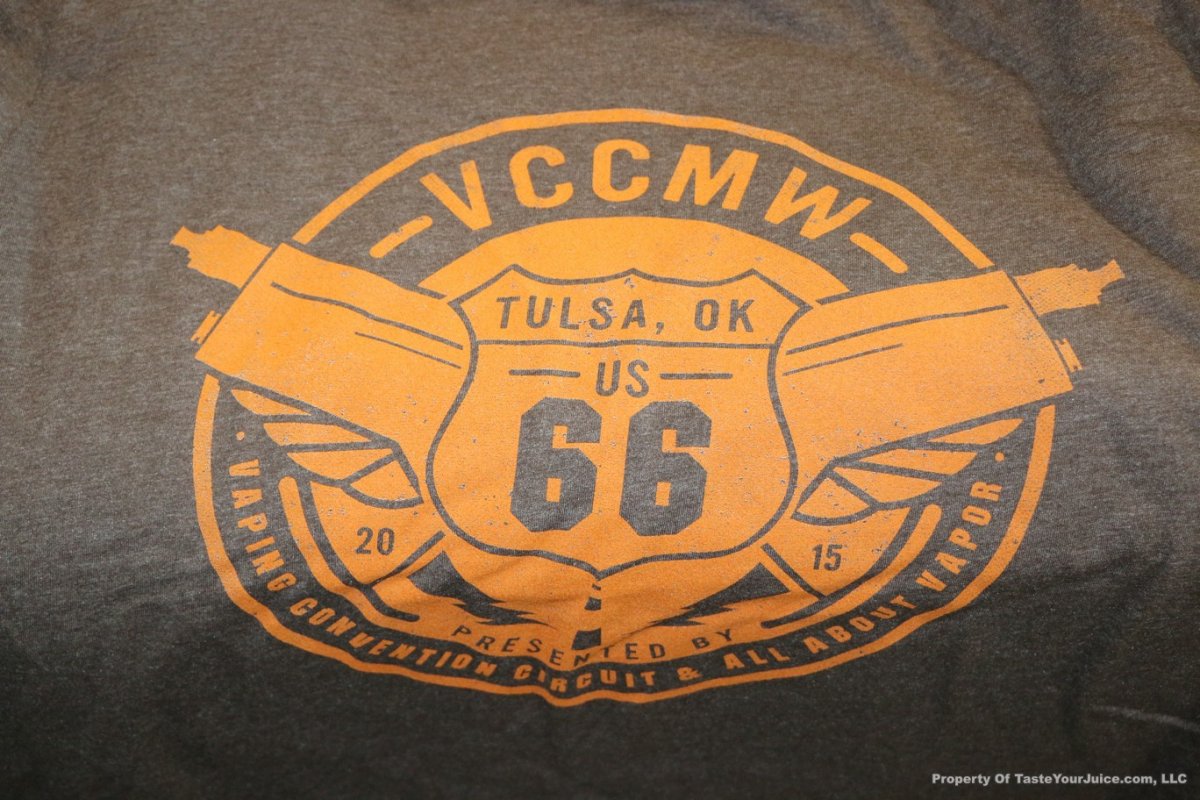 VCCMW
TULSA, OK
US
66
20
15
PRESENTED BY
VAPING CONVENTION CIRCUIT & ALL ABOUT VAPOR
Property Of TasteYourJuice.com, LLC